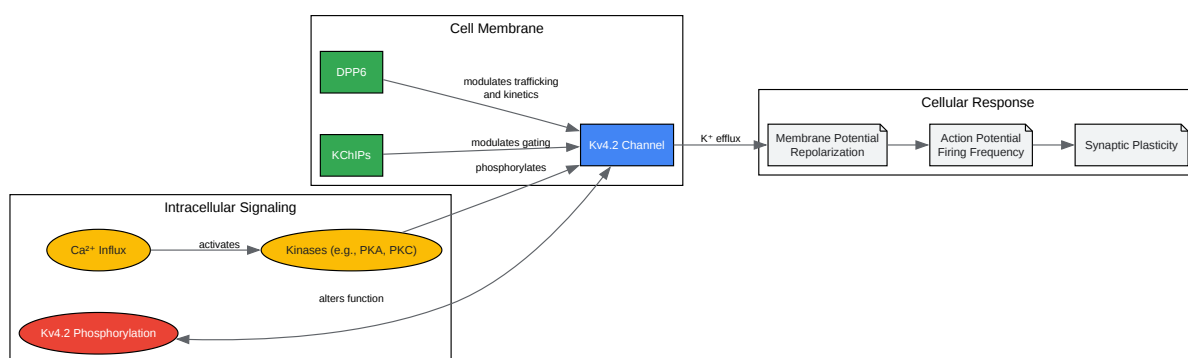 Cell Membrane
DPP6
modulates trafficking
and kinetics
KChIPs
modulates gating
Kv4.2 Channel
phosphorylates
K⁺ efflux
Cellular Response
Membrane Potential
Repolarization
Action Potential
Firing Frequency
Synaptic Plasticity
Intracellular Signaling
Ca²⁺ Influx
activates
Kinases (e.g., PKA, PKC)
alters function
Kv4.2 Phosphorylation